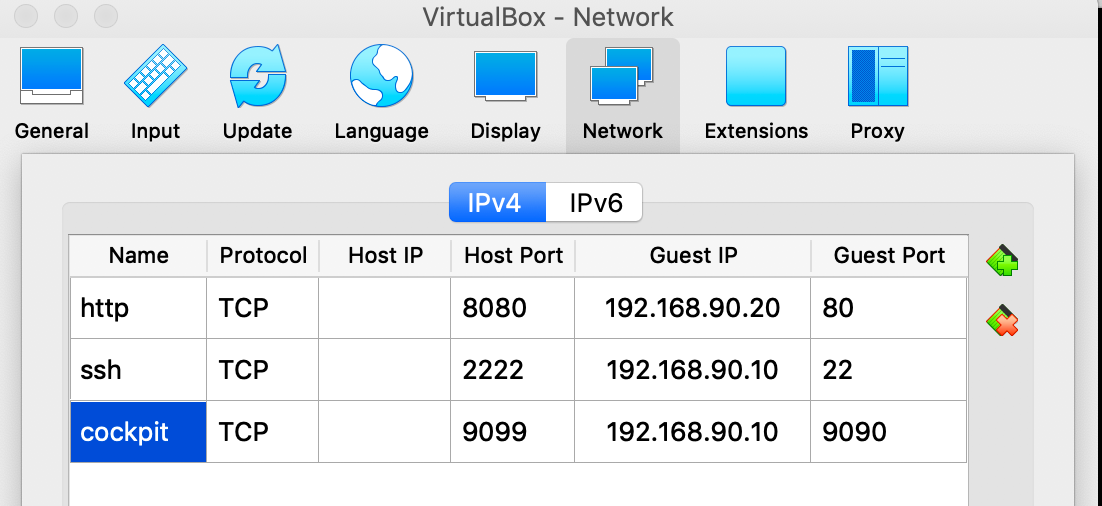 VirtualBox - Network
General Input Update Language Display Network Extensions Proxy
IPv4 IPv6
Name Protocol Host IP Host Port Guest IP Guest Port
http TCP 8080 192.168.90.20 80
ssh TCP 2222 192.168.90.10 22
cockpit TCP 9099 192.168.90.10 9090